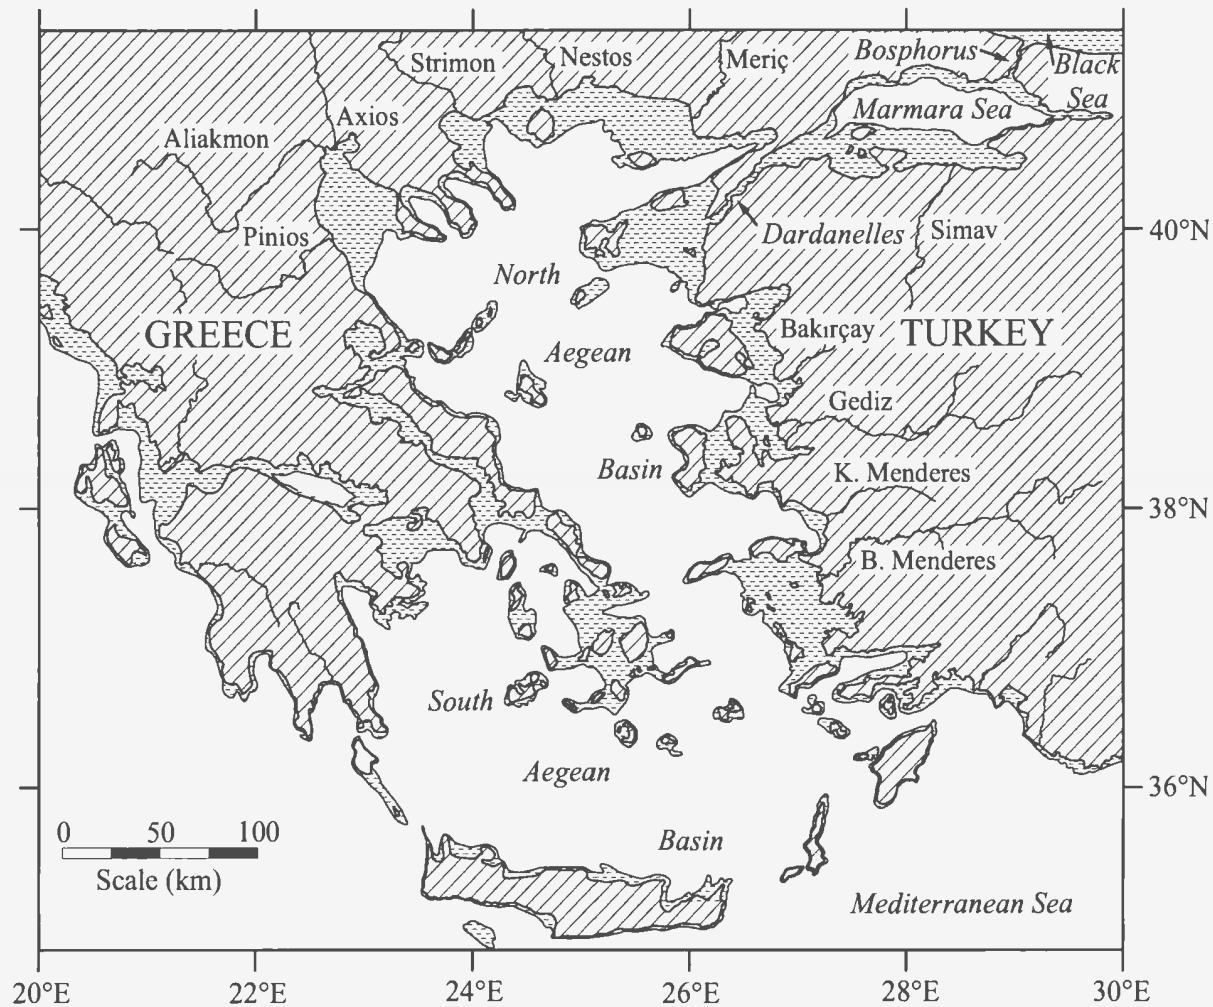 Strimon
Nestos
Meriç
Bosphorus
Black
Sea
Marmara Sea
Axios
Aliakmon
Pinios
Dardanelles
Simav
40°N
North
GREECE
Aegean
Bakırçay
TURKEY
Gediz
Basin
K. Menderes
38°N
B. Menderes
South
Aegean
36°N
0 50 100
Scale (km)
Basin
Mediterranean Sea
20°E 22°E 24°E 26°E 28°E 30°E